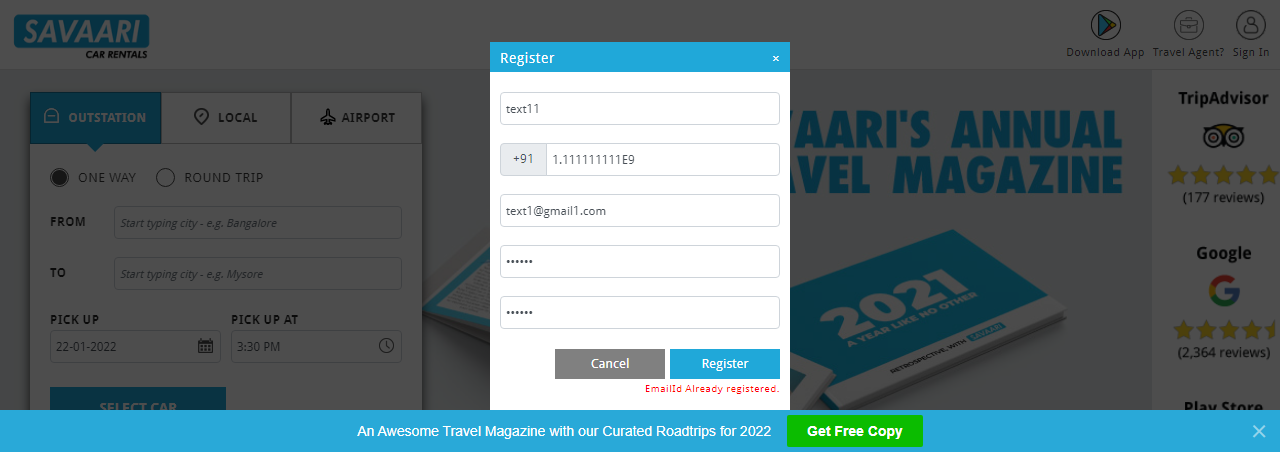 SAVAARI
CAR RENTALS
Download App
Travel Agent?
Sign In
Register ×
text11
+91 1.111111111E9
text1@gmail1.com
••••••
••••••
Cancel Register
EmailId Already registered.
OUTSTATION LOCAL AIRPORT
ONE WAY ROUND TRIP
FROM Start typing city - e.g. Bangalore
TO Start typing city - e.g. Mysore
PICK UP PICK UP AT
22-01-2022 3:30 PM
SELECT CAR
AARI'S ANNUAL
VEL MAGAZINE
2021
A YEAR LIKE NO OTHER
RETROSPECTIVE, WITH SAVAARI
TripAdvisor
(177 reviews)
Google
(2,364 reviews)
Play Store
An Awesome Travel Magazine with our Curated Roadtrips for 2022 Get Free Copy ×